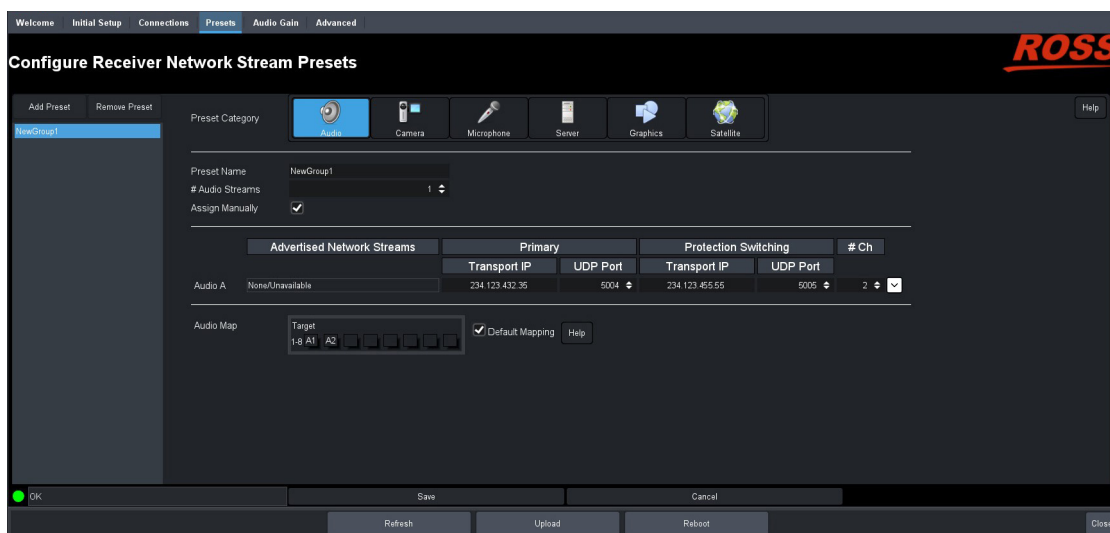 Welcome Initial Setup Connections Presets Audio Gain Advanced
ROSS
Configure Receiver Network Stream Presets
Add Preset Remove Preset
NewGroup1
Preset Category
Audio Camera Microphone Server Graphics Satellite
Help
Preset Name NewGroup1
# Audio Streams 1
Assign Manually
Advertised Network Streams Primary Protection Switching # Ch
Transport IP UDP Port Transport IP UDP Port
Audio A None/Unavailable 234.123.432.35 5004 234.123.455.55 5005 2
Audio Map
Target
1-8 A1 A2
Default Mapping Help
OK Save Cancel
Refresh Upload Reboot Close